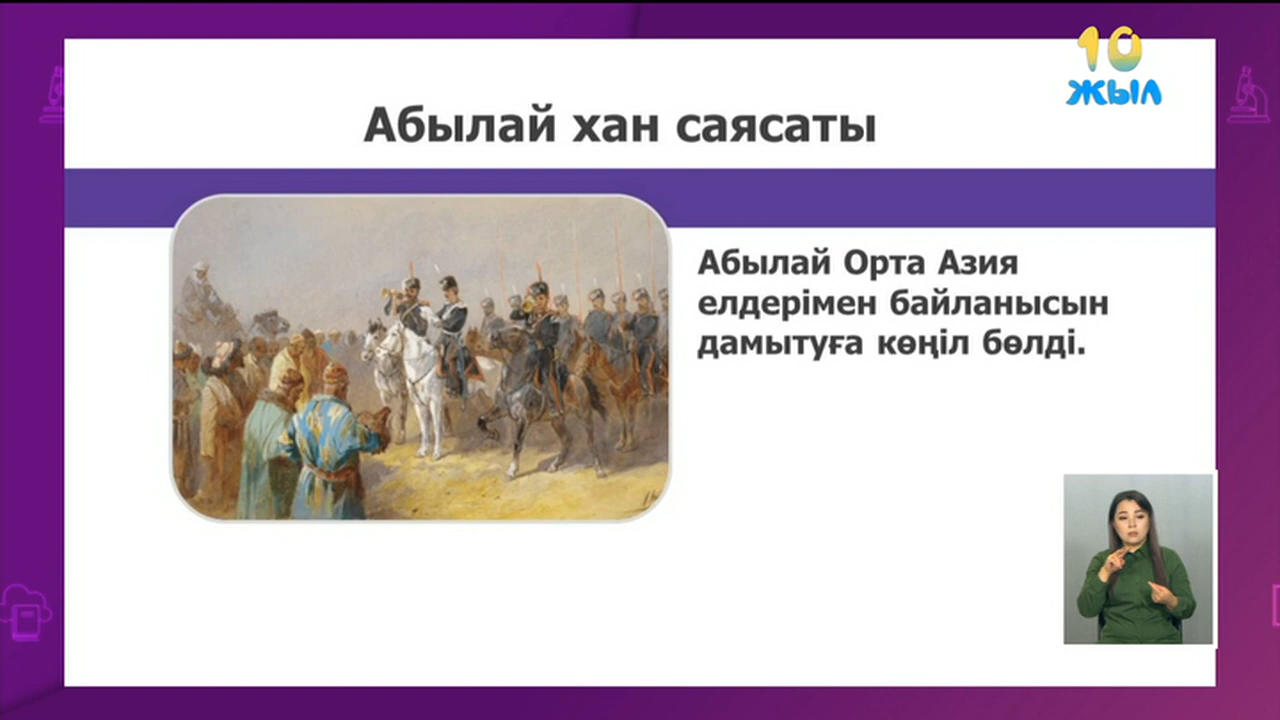 10
жыл
Абылай хан саясаты
Абылай Орта Азия
елдерімен байланысын
дамытуға көңіл бөлді.